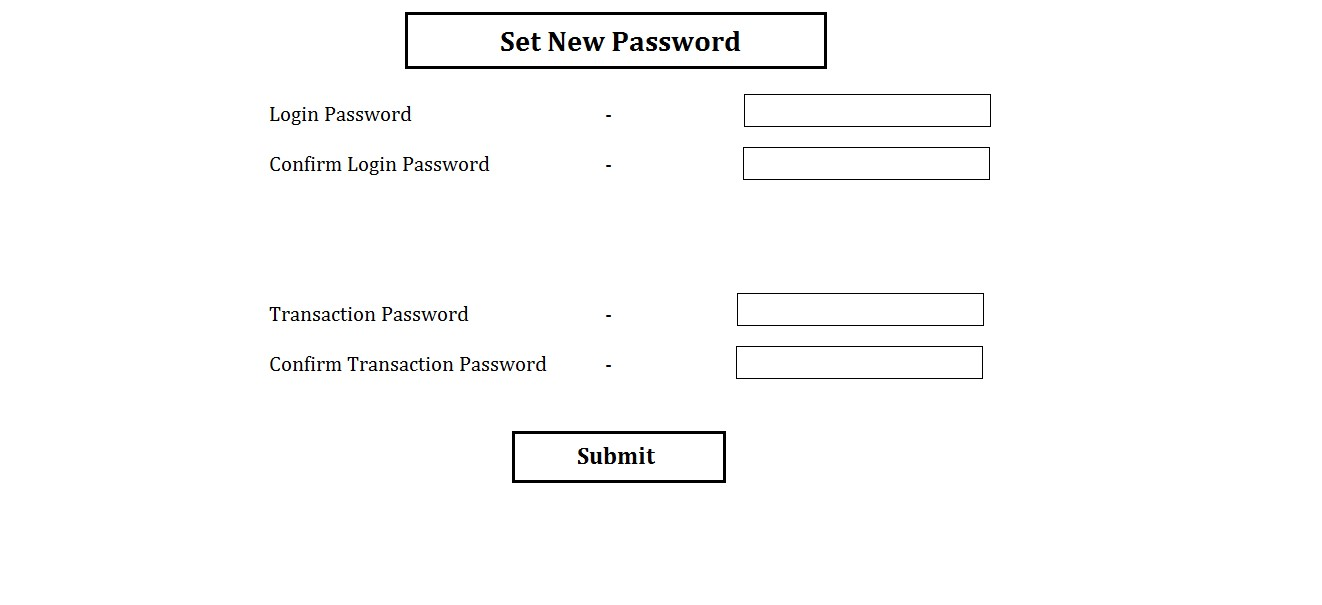 Set New Password
Login Password -
Confirm Login Password -
Transaction Password -
Confirm Transaction Password -
Submit